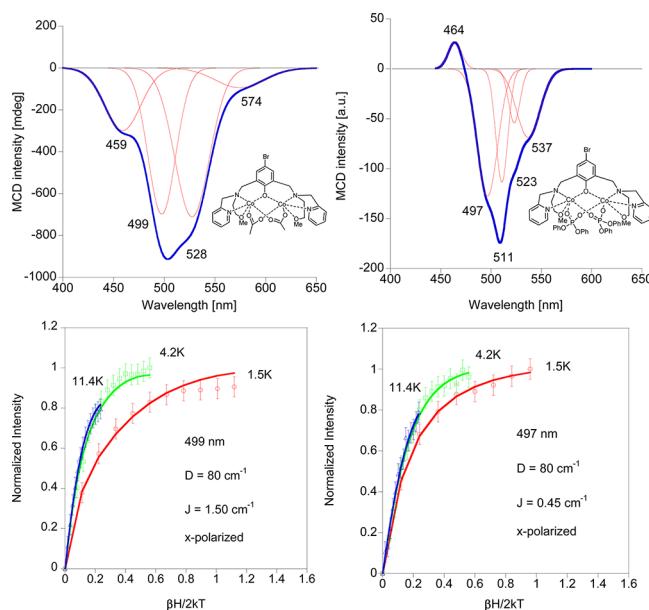 0
-200
-400
-600
-800
-1000
MCD intensity [mdeg]
459
499
528
574
Br
N
O
N
N
Co
Co
N
O
Me
O
O
O
O
O
Me
400 450 500 550 600 650
Wavelength [nm]
50
0
-50
-100
-150
-200
MCD intensity [a.u.]
464
497
511
523
537
Br
N
O
N
N
Co
Co
N
O
Me
O
O
O
O
O
Me
PhO
P
P
OPh
OPh
OPh
400 450 500 550 600 650
Wavelength [nm]
1.2
1
0.8
0.6
0.4
0.2
0
Normalized Intensity
11.4K
4.2K
1.5K
499 nm
D = 80 cm-1
J = 1.50 cm-1
x-polarized
0 0.2 0.4 0.6 0.8 1 1.2 1.4 1.6
βH/2kT
1.2
1
0.8
0.6
0.4
0.2
0
Normalized Intensity
11.4K
4.2K
1.5K
497 nm
D = 80 cm-1
J = 0.45 cm-1
x-polarized
0 0.2 0.4 0.6 0.8 1 1.2 1.4 1.6
βH/2kT